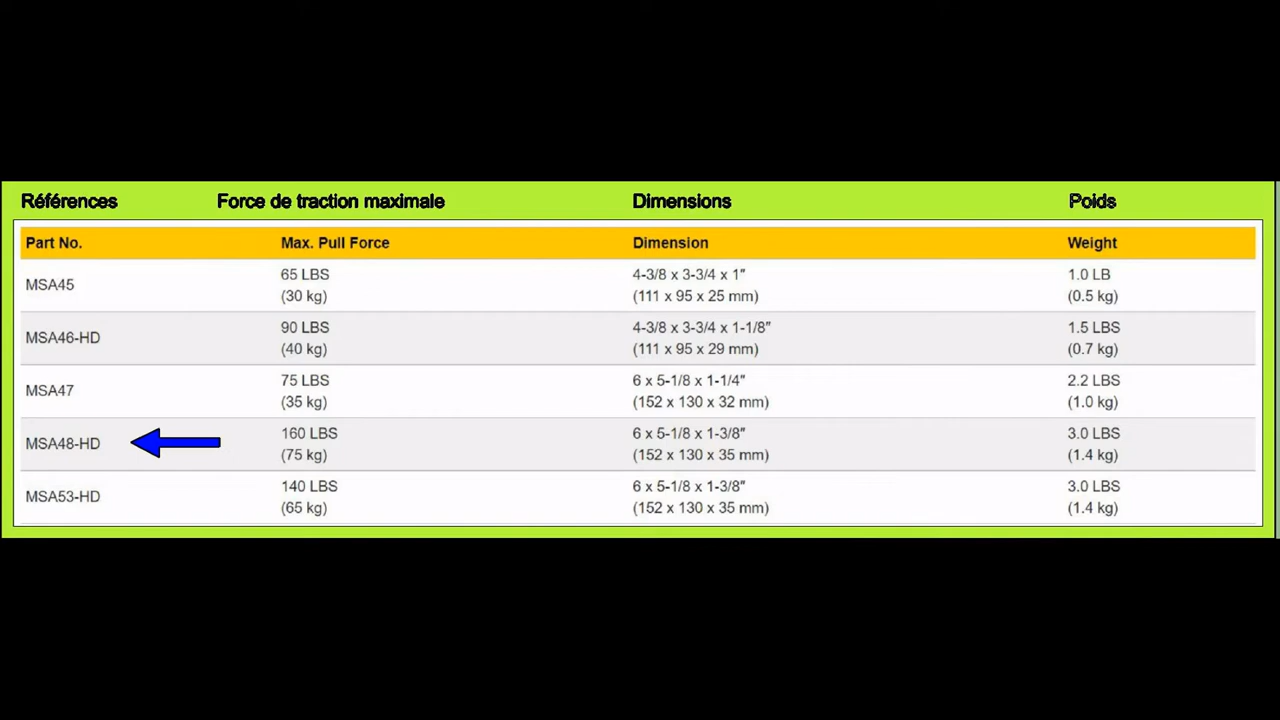 Références Force de traction maximale Dimensions Poids
Part No. Max. Pull Force Dimension Weight
MSA45 65 LBS (30 kg) 4-3/8 x 3-3/4 x 1″ (111 x 95 x 25 mm) 1.0 LB (0.5 kg)
MSA46-HD 90 LBS (40 kg) 4-3/8 x 3-3/4 x 1-1/8″ (111 x 95 x 29 mm) 1.5 LBS (0.7 kg)
MSA47 75 LBS (35 kg) 6 x 5-1/8 x 1-1/4″ (152 x 130 x 32 mm) 2.2 LBS (1.0 kg)
MSA48-HD 160 LBS (75 kg) 6 x 5-1/8 x 1-3/8″ (152 x 130 x 35 mm) 3.0 LBS (1.4 kg)
MSA53-HD 140 LBS (65 kg) 6 x 5-1/8 x 1-3/8″ (152 x 130 x 35 mm) 3.0 LBS (1.4 kg)